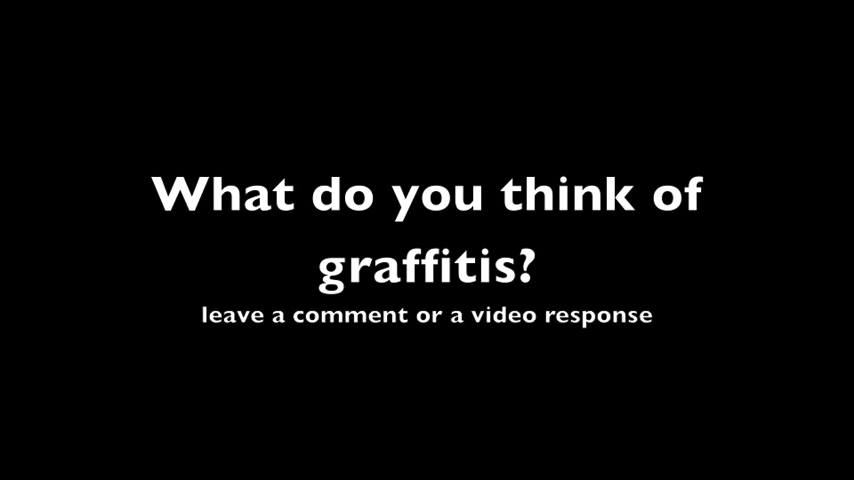 What do you think of
graffitis?
leave a comment or a video response